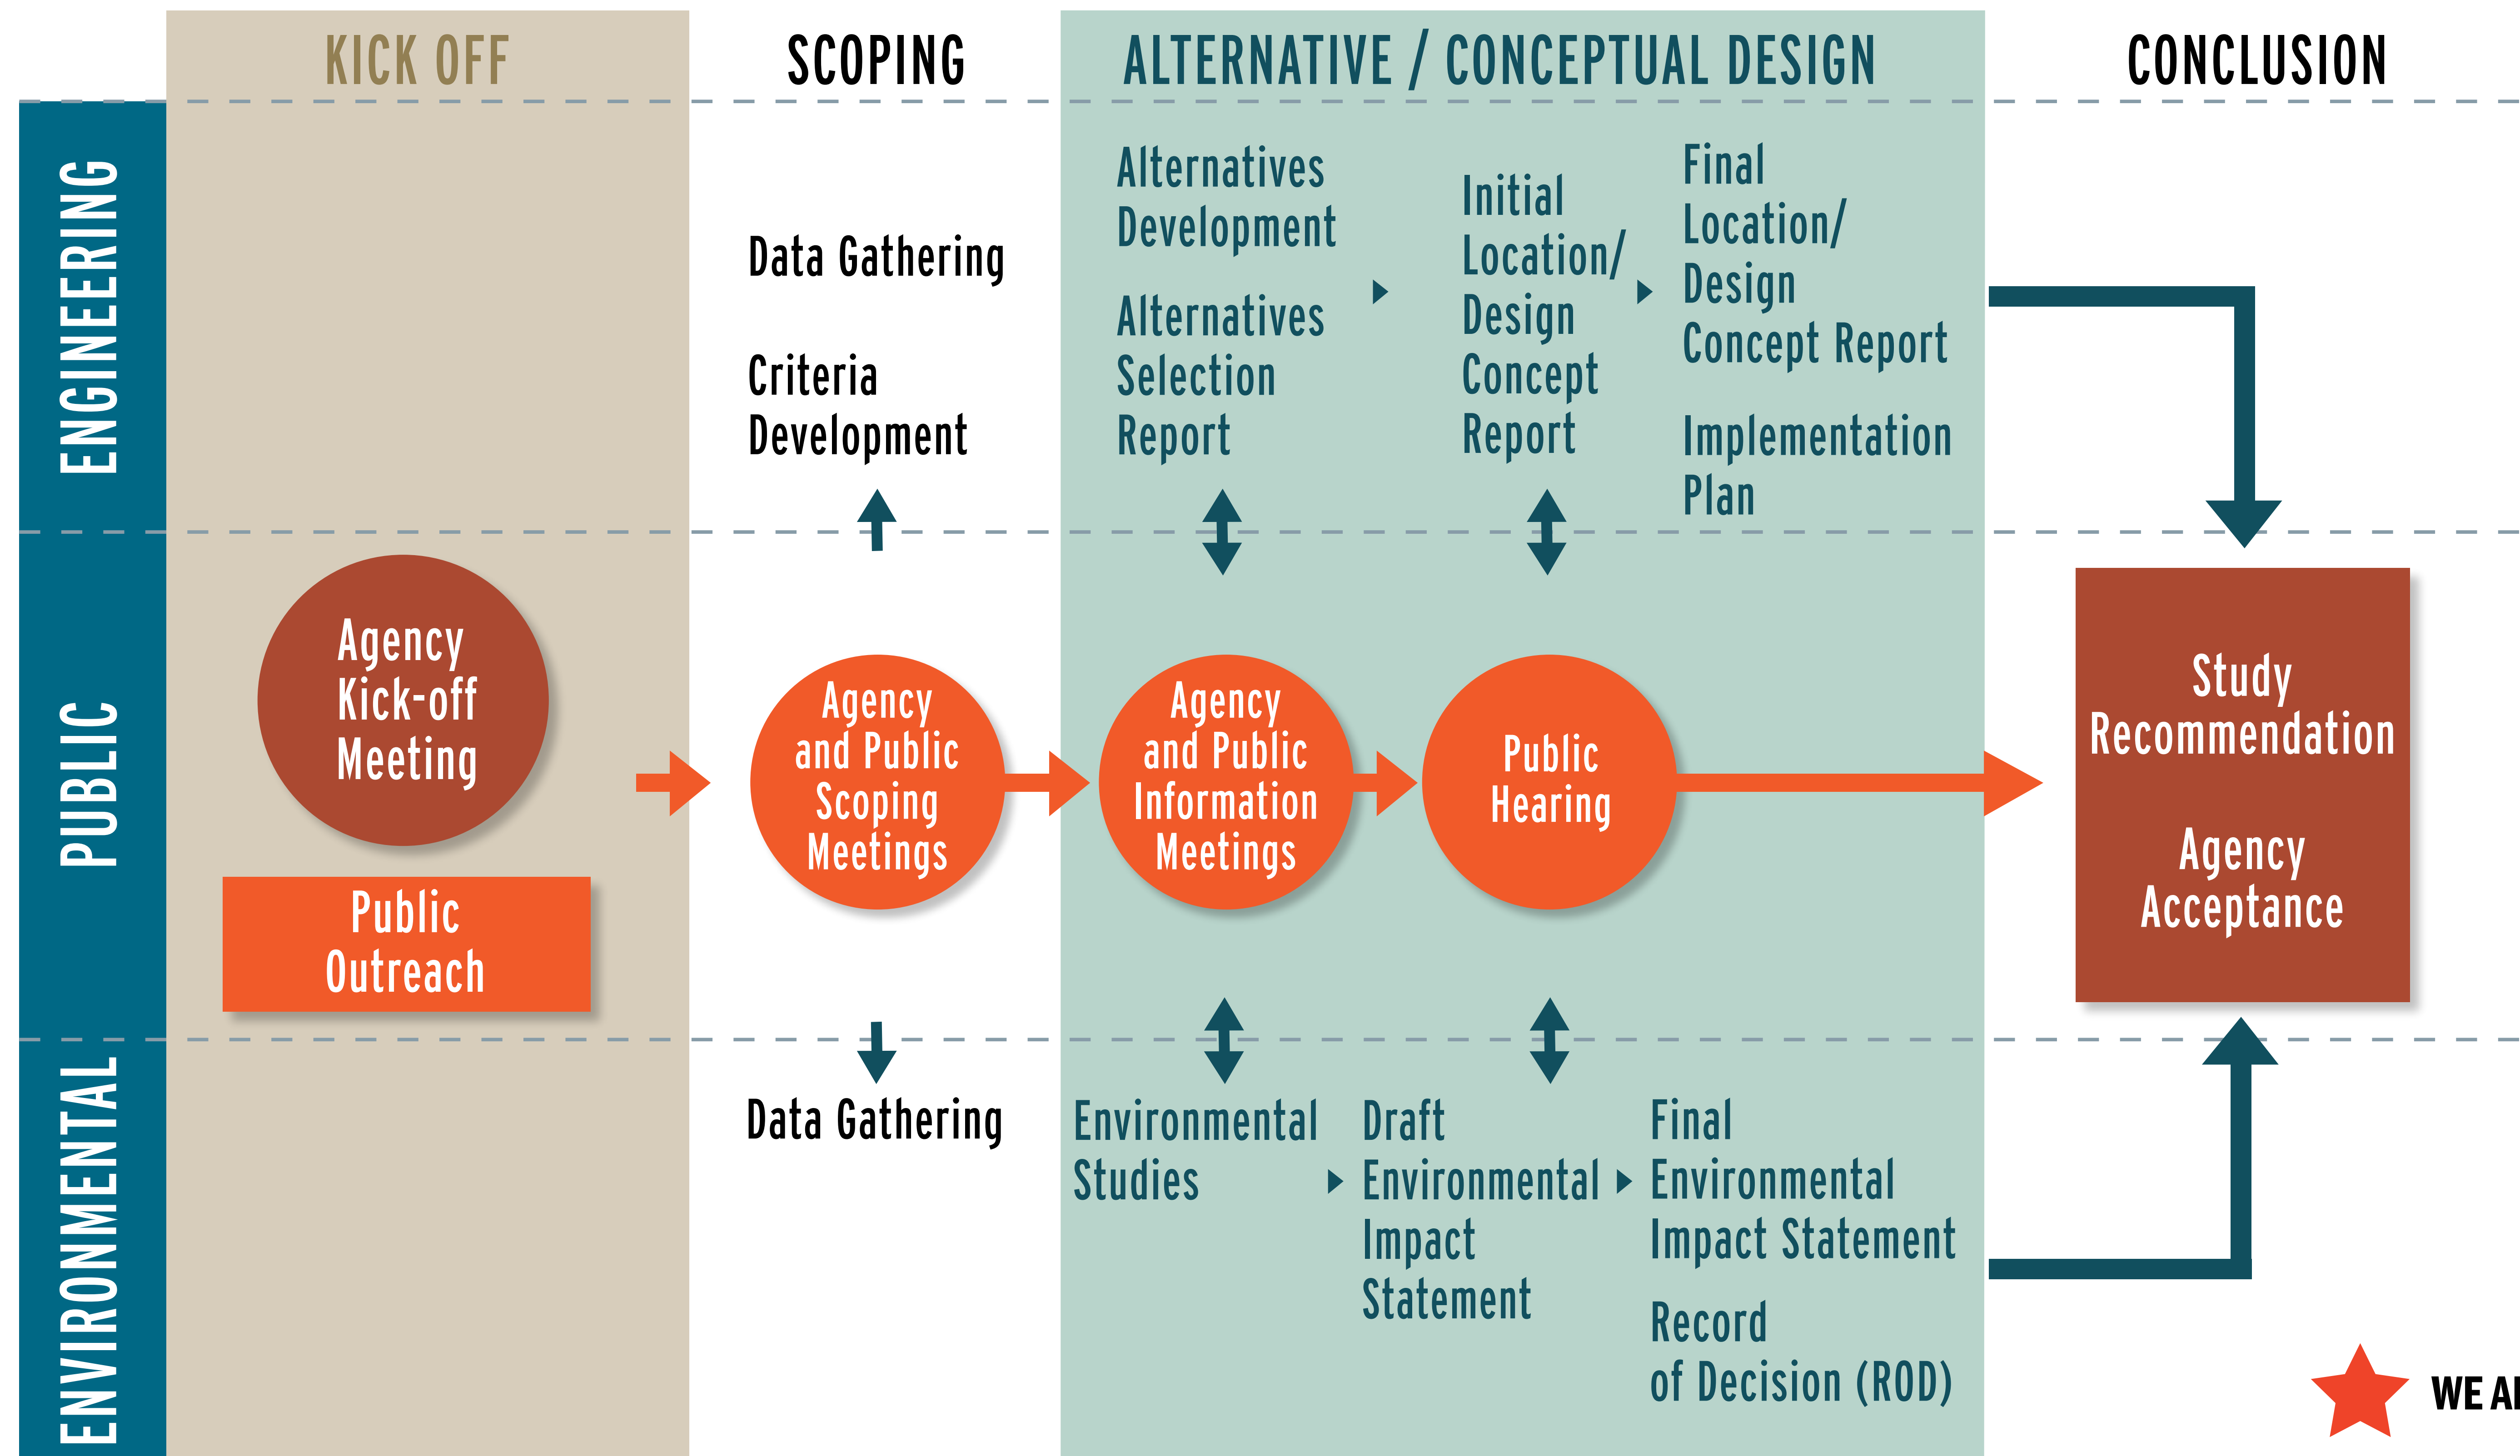 KICK OFF
SCOPING
ALTERNATIVE / CONCEPTUAL DESIGN
CONCLUSION
ENGINEERING
Data Gathering
Criteria
Development
Alternatives
Development
Alternatives
Selection
Report
Initial
Location/
Design
Concept
Report
Final
Location/
Design
Concept Report
Implementation
Plan
PUBLIC
Agency
Kick-off
Meeting
Public
Outreach
Agency
and Public
Scoping
Meetings
Agency
and Public
Information
Meetings
Public
Hearing
Study
Recommendation
Agency
Acceptance
ENVIRONMENTAL
Data Gathering
Environmental
Studies
Draft
Environmental
Impact
Statement
Final
Environmental
Impact Statement
Record
of Decision (ROD)
WE